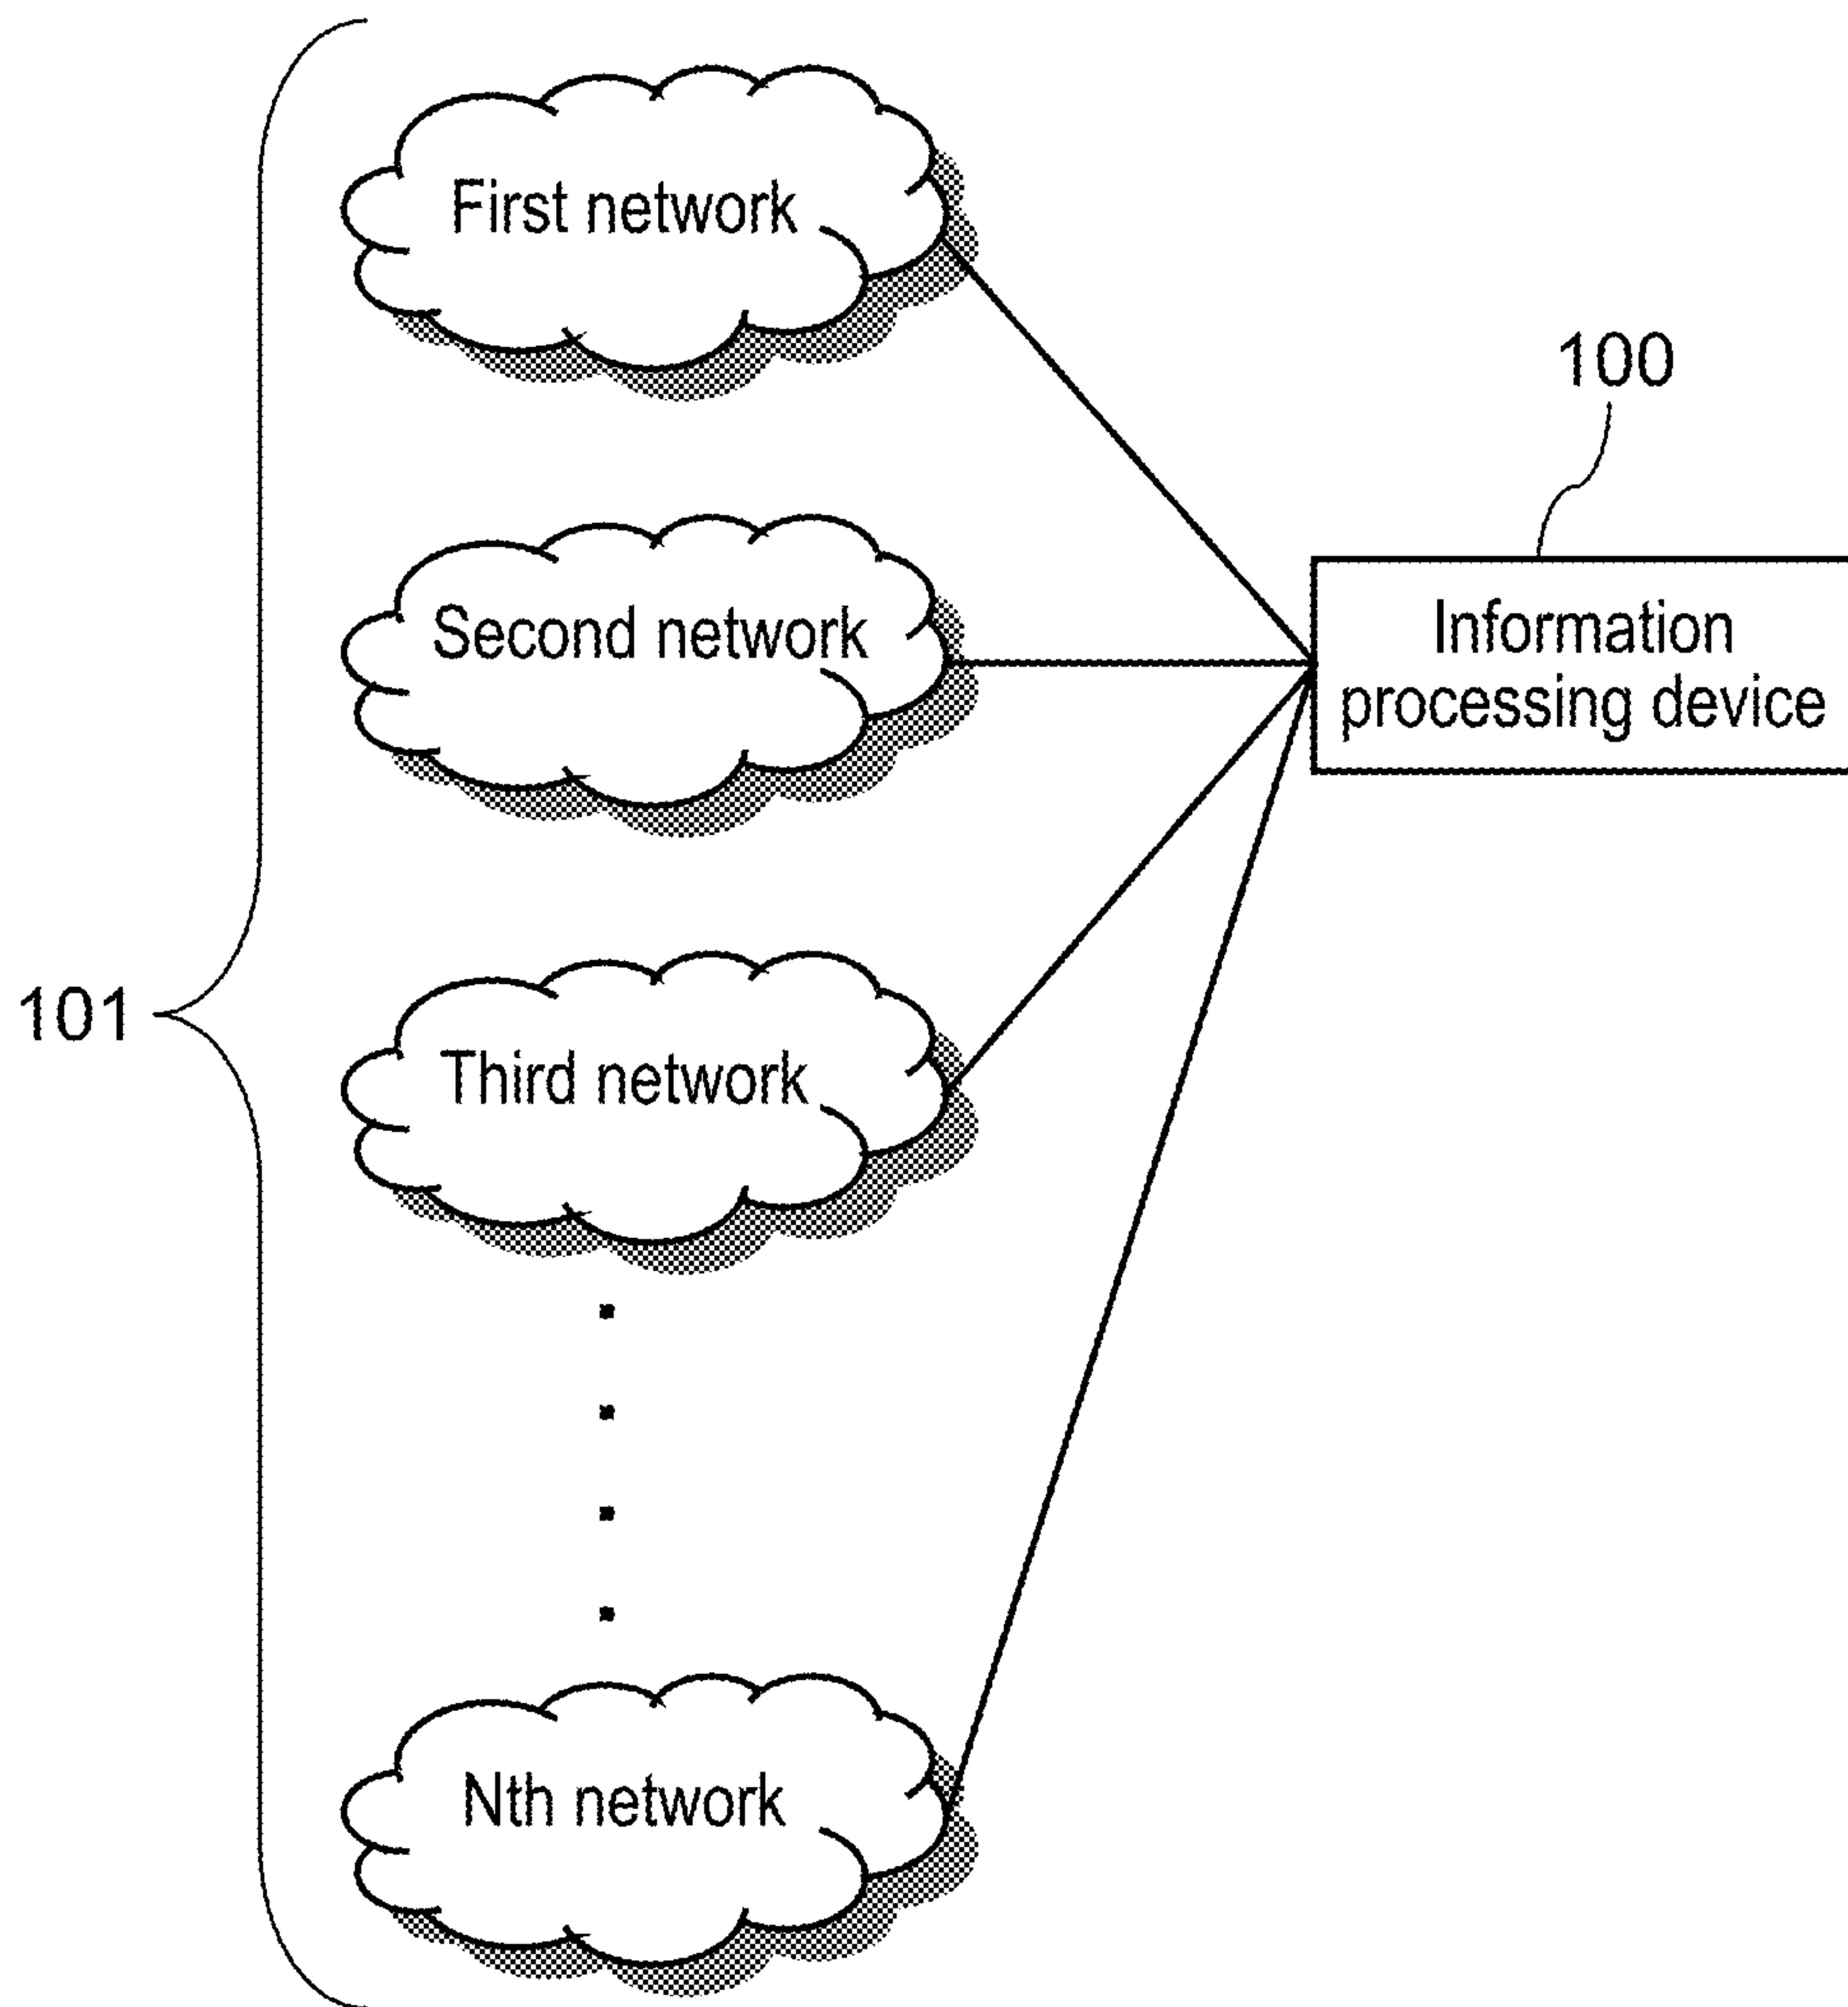 First network
100
Second network
Information
processing device
101
Third network
Nth network